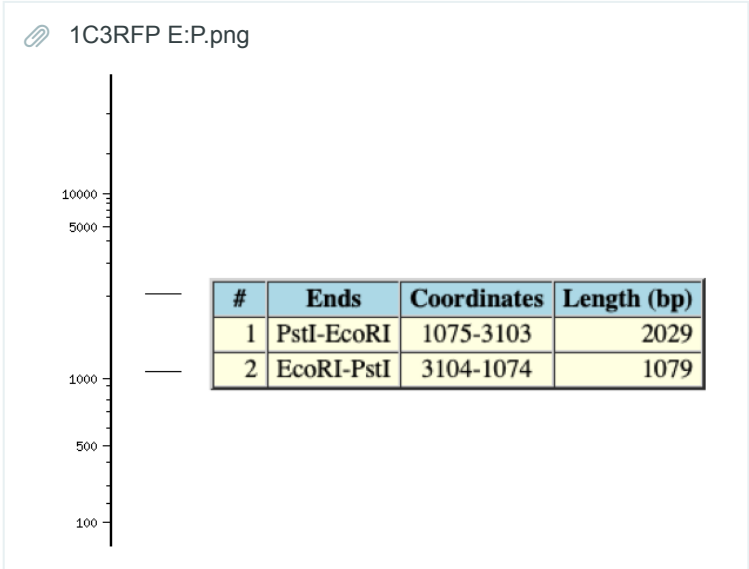 1C3RFP E:P.png
10000
5000
1000
500
100
# Ends Coordinates Length (bp)
1 PstI-EcoRI 1075-3103 2029
2 EcoRI-PstI 3104-1074 1079